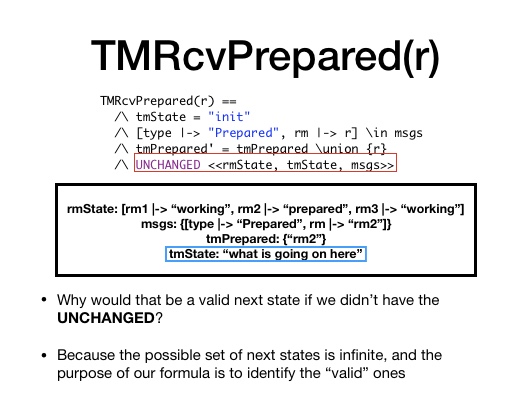 TMRcvPrepared(r)
TMRcvPrepared(r) ==
/\ tmState = "init"
/\ [type |-> "Prepared", rm |-> r] \in msgs
/\ tmPrepared' = tmPrepared \union {r}
/\ UNCHANGED <<rmState, tmState, msgs>>
rmState: [rm1 |-> “working”, rm2 |-> “prepared”, rm3 |-> “working”]
msgs: {[type |-> “Prepared”, rm |-> “rm2”]}
tmPrepared: {“rm2”}
tmState: “what is going on here”
• Why would that be a valid next state if we didn’t have the
UNCHANGED?
• Because the possible set of next states is infinite, and the
purpose of our formula is to identify the “valid” ones